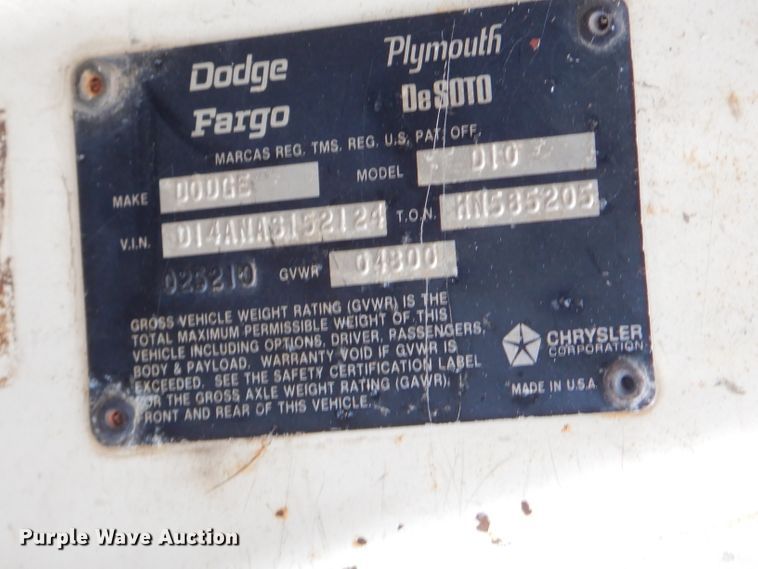 Dodge Plymouth
Fargo De SOTO
MARCAS REG. TMS. REG. U.S. PAT. OFF.
MAKE DODGE MODEL D10
V.I.N. D14ANAS152124 T.O.N. HN585205
025210 GVWR 04800
GROSS VEHICLE WEIGHT RATING (GVWR) IS THE
TOTAL MAXIMUM PERMISSIBLE WEIGHT OF THIS
VEHICLE INCLUDING OPTIONS, DRIVER, PASSENGERS,
BODY & PAYLOAD. WARRANTY VOID IF GVWR IS
EXCEEDED. SEE THE SAFETY CERTIFICATION LABEL
FOR THE GROSS AXLE WEIGHT RATING (GAWR),
FRONT AND REAR OF THIS VEHICLE.
CHRYSLER
CORPORATION
MADE IN U.S.A.
Purple Wave Auction